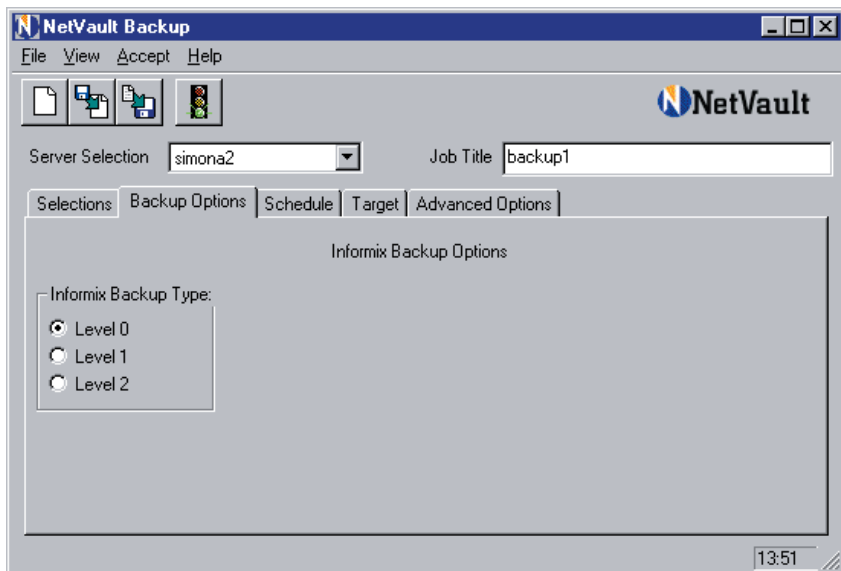 NetVault Backup
File View Accept Help
NetVault
Server Selection simona2 Job Title backup1
Selections Backup Options Schedule Target Advanced Options
Informix Backup Options
Informix Backup Type:
Level 0
Level 1
Level 2
13:51